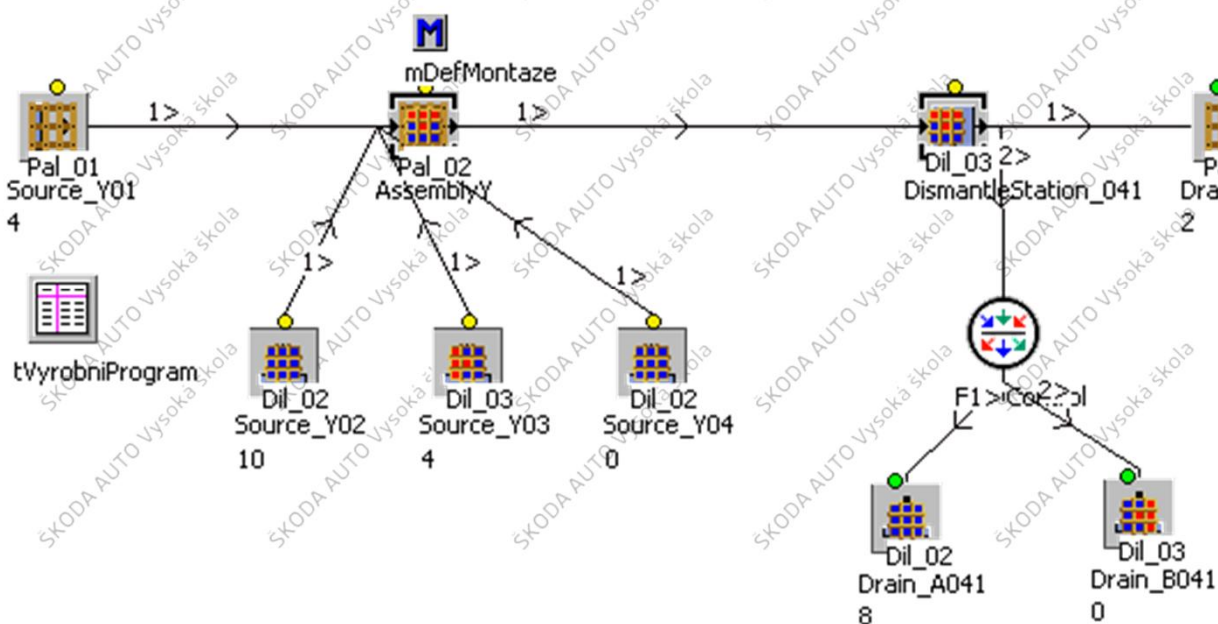 mDefMontaze
1>
1>
1>
Pal_01
Source_Y01
4
Pal_02
AssemblyY
Dil_03
2>
DismantleStation_041
2
1>
1>
1>
tVyrobniProgram
Dil_02
Source_Y02
10
Dil_03
Source_Y03
4
Dil_02
Source_Y04
0
1>
2>
Dil_02
Drain_A041
8
Dil_03
Drain_B041
0
ŠKODA AUTO Vysoká škola